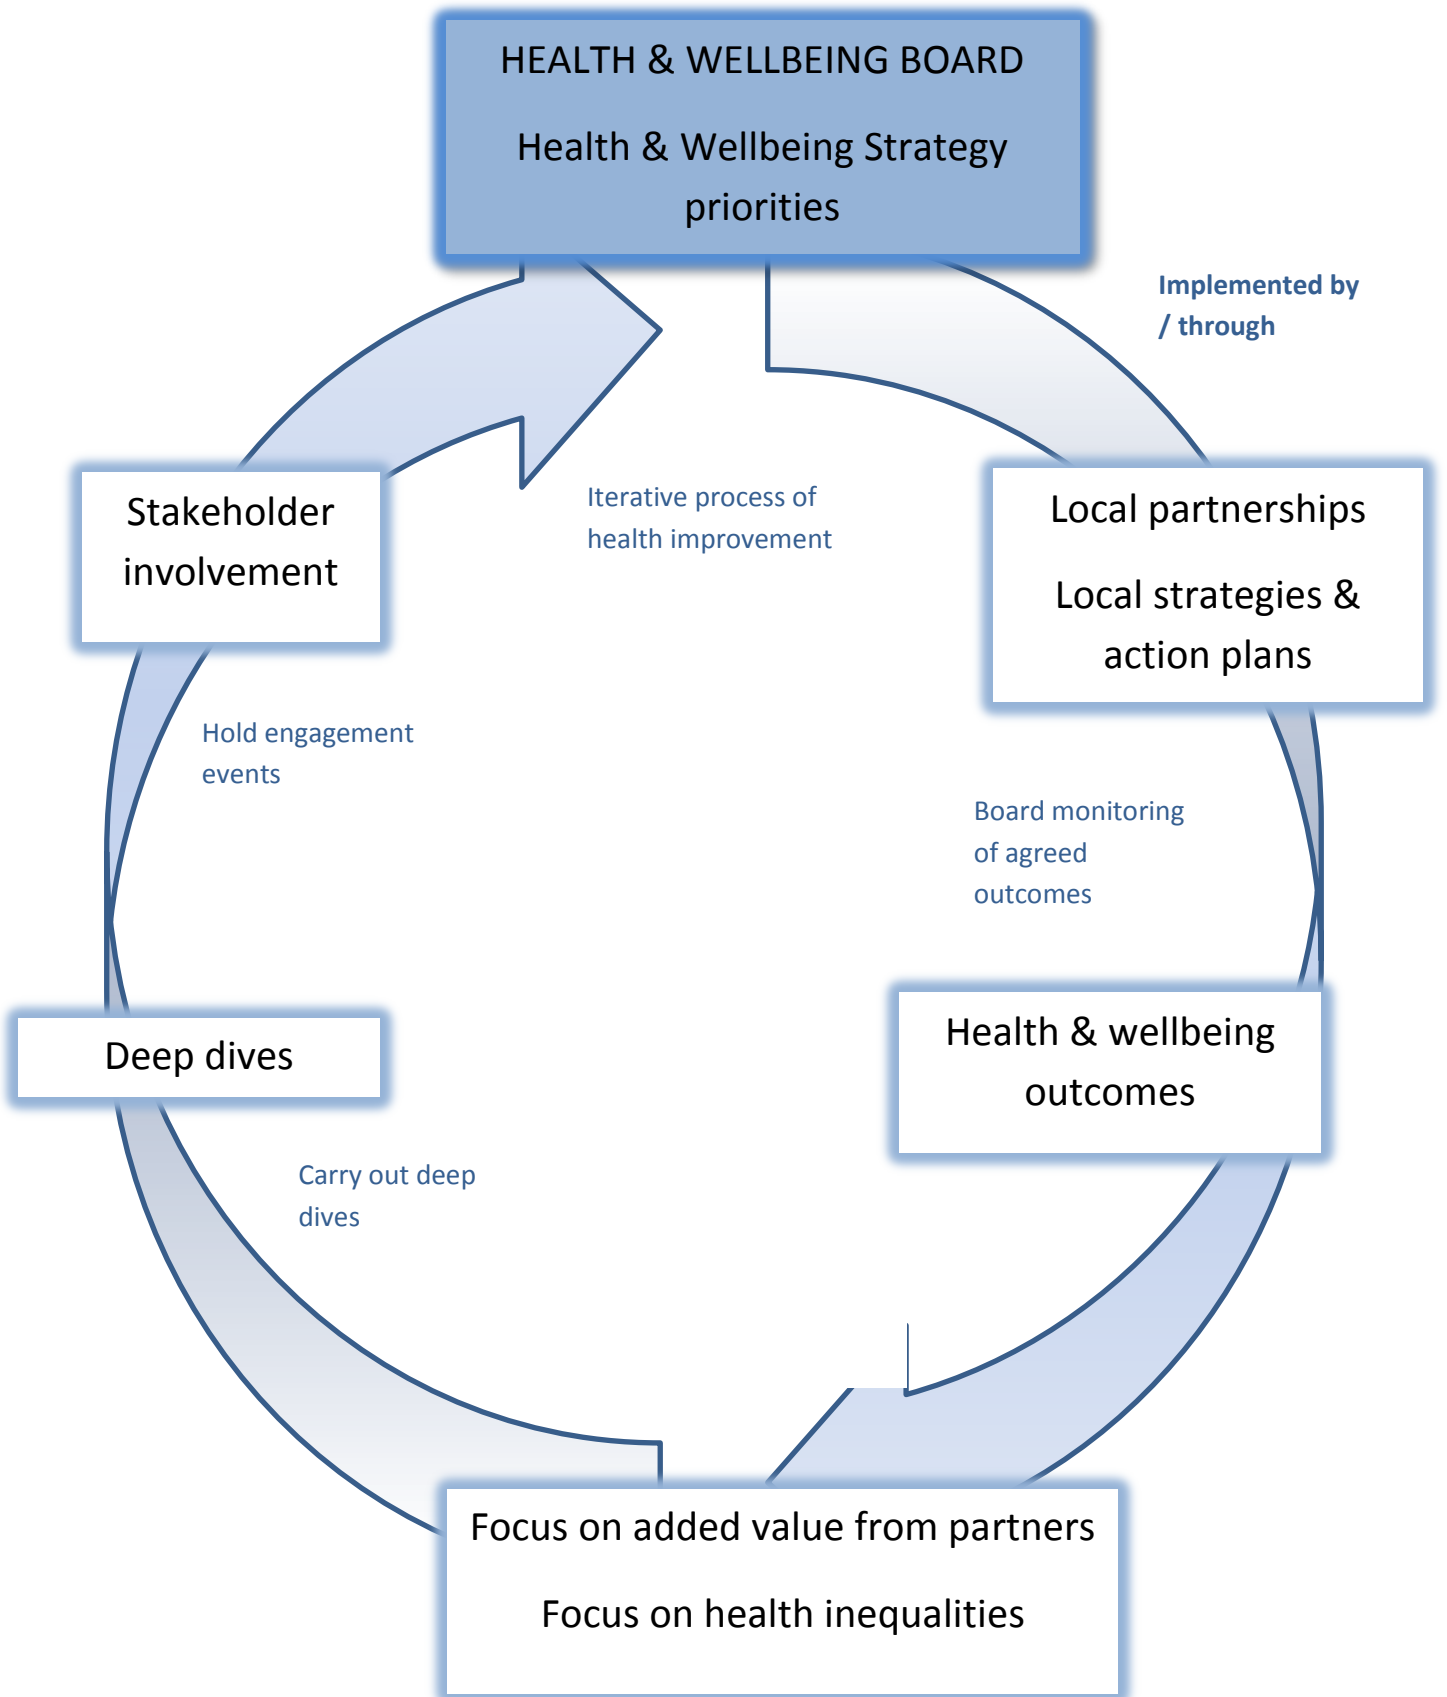 HEALTH & WELLBEING BOARD
Health & Wellbeing Strategy
priorities
Implemented by
/ through
Stakeholder
involvement
Iterative process of
health improvement
Local partnerships
Local strategies &
action plans
Hold engagement
events
Board monitoring
of agreed
outcomes
Deep dives
Health & wellbeing
outcomes
Carry out deep
dives
Focus on added value from partners
Focus on health inequalities